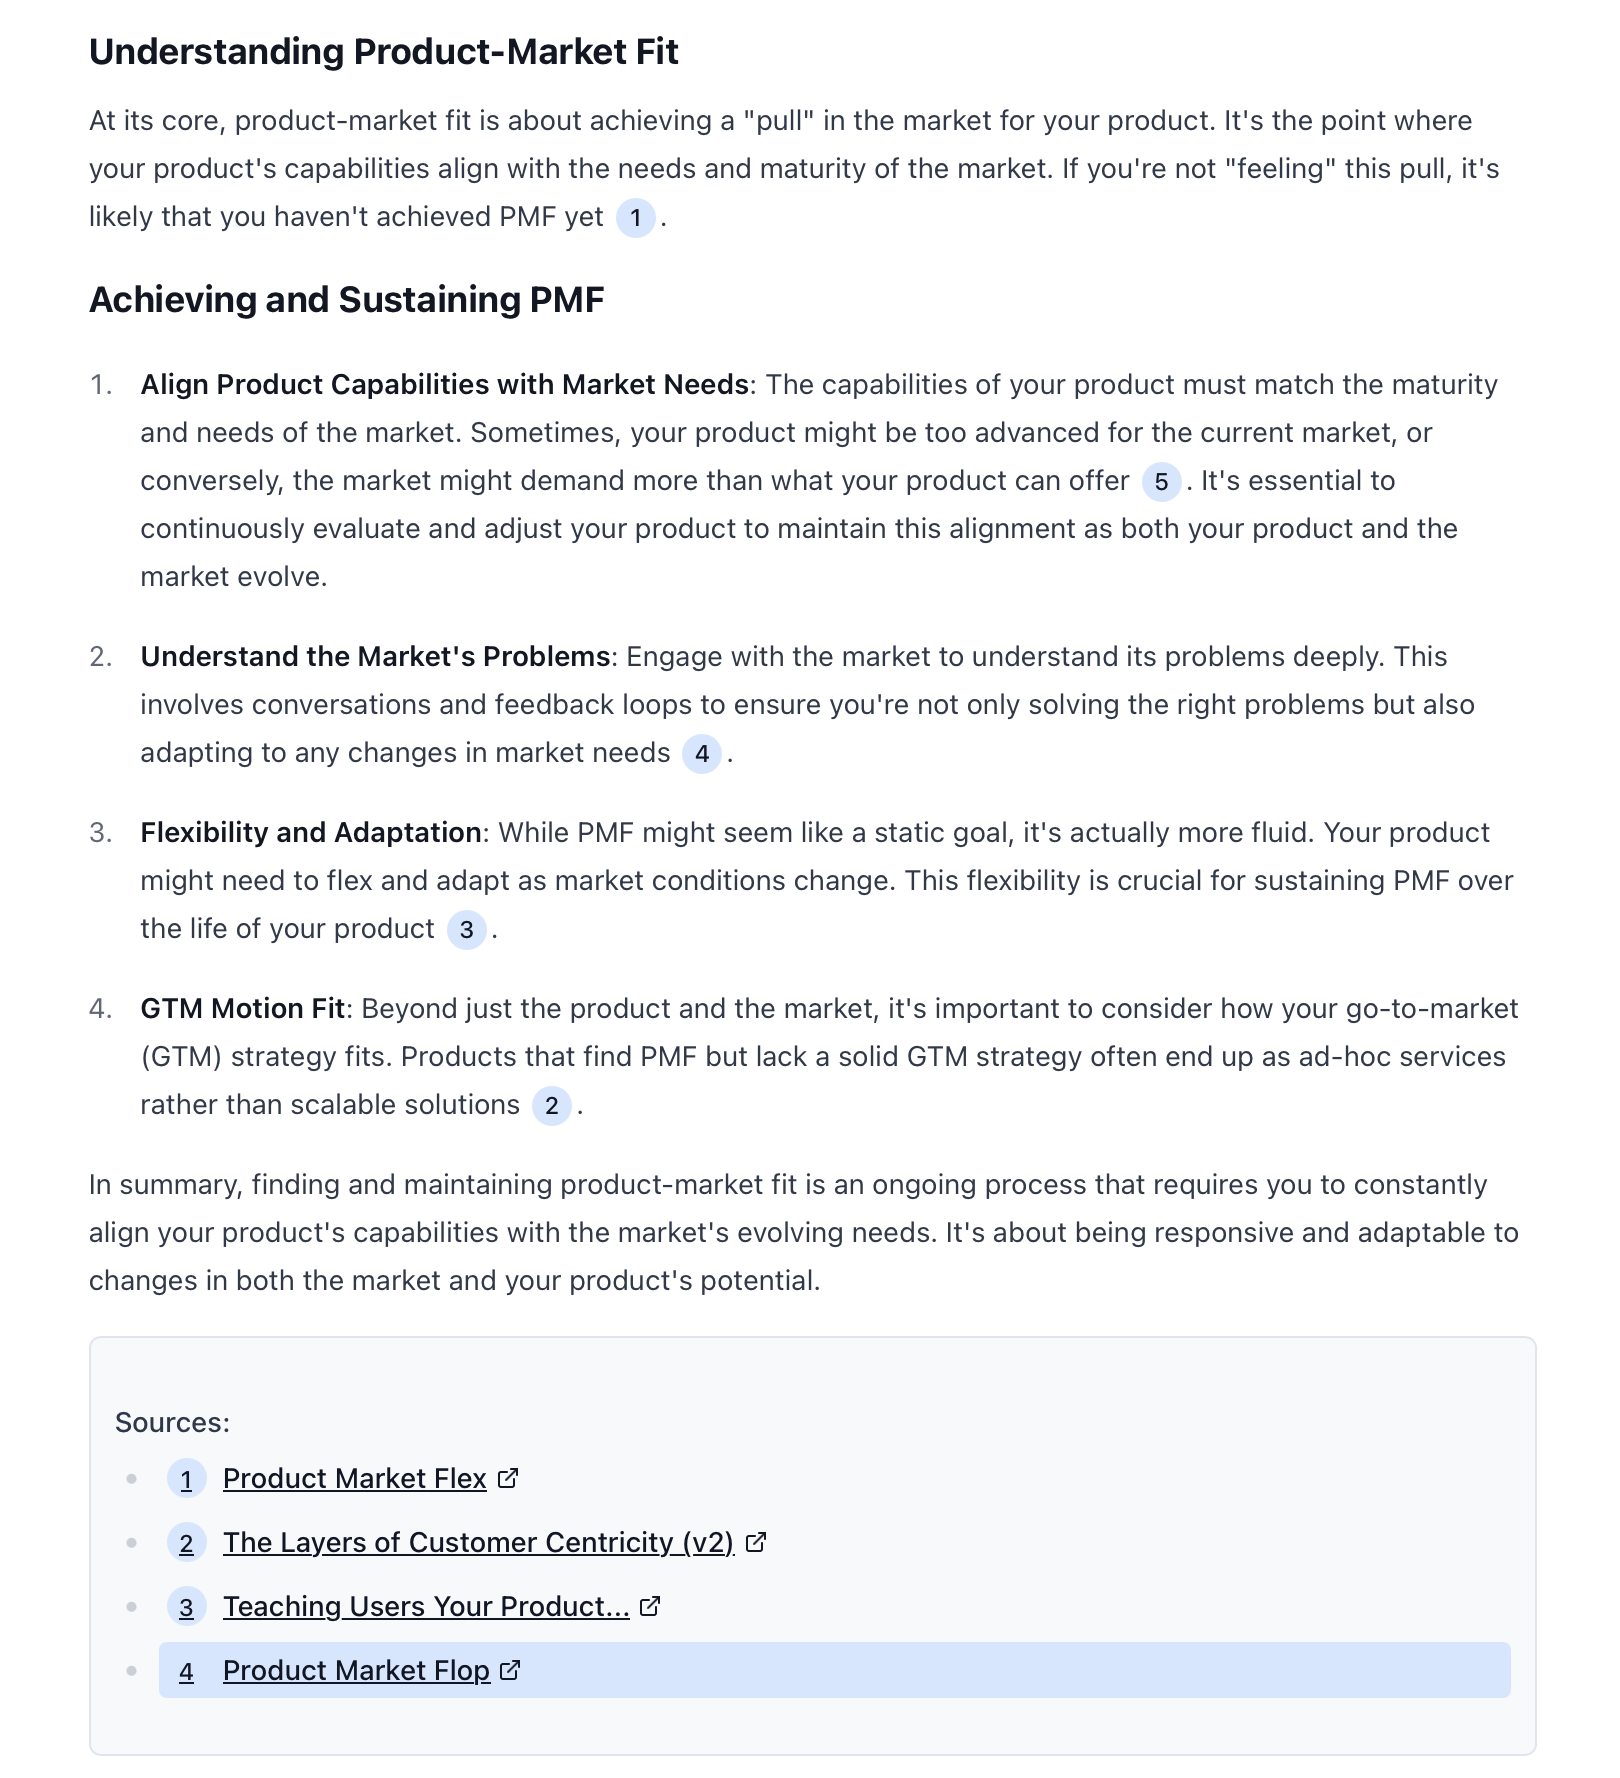 Understanding Product-Market Fit
At its core, product-market fit is about achieving a "pull" in the market for your product. It's the point where
your product's capabilities align with the needs and maturity of the market. If you're not "feeling" this pull, it's
likely that you haven't achieved PMF yet 1 .
Achieving and Sustaining PMF
1. Align Product Capabilities with Market Needs: The capabilities of your product must match the maturity
and needs of the market. Sometimes, your product might be too advanced for the current market, or
conversely, the market might demand more than what your product can offer 5 . It's essential to
continuously evaluate and adjust your product to maintain this alignment as both your product and the
market evolve.
2. Understand the Market's Problems: Engage with the market to understand its problems deeply. This
involves conversations and feedback loops to ensure you're not only solving the right problems but also
adapting to any changes in market needs 4 .
3. Flexibility and Adaptation: While PMF might seem like a static goal, it's actually more fluid. Your product
might need to flex and adapt as market conditions change. This flexibility is crucial for sustaining PMF over
the life of your product 3 .
4. GTM Motion Fit: Beyond just the product and the market, it's important to consider how your go-to-market
(GTM) strategy fits. Products that find PMF but lack a solid GTM strategy often end up as ad-hoc services
rather than scalable solutions 2 .
In summary, finding and maintaining product-market fit is an ongoing process that requires you to constantly
align your product's capabilities with the market's evolving needs. It's about being responsive and adaptable to
changes in both the market and your product's potential.
Sources:
1 Product Market Flex
2 The Layers of Customer Centricity (v2)
3 Teaching Users Your Product...
4 Product Market Flop